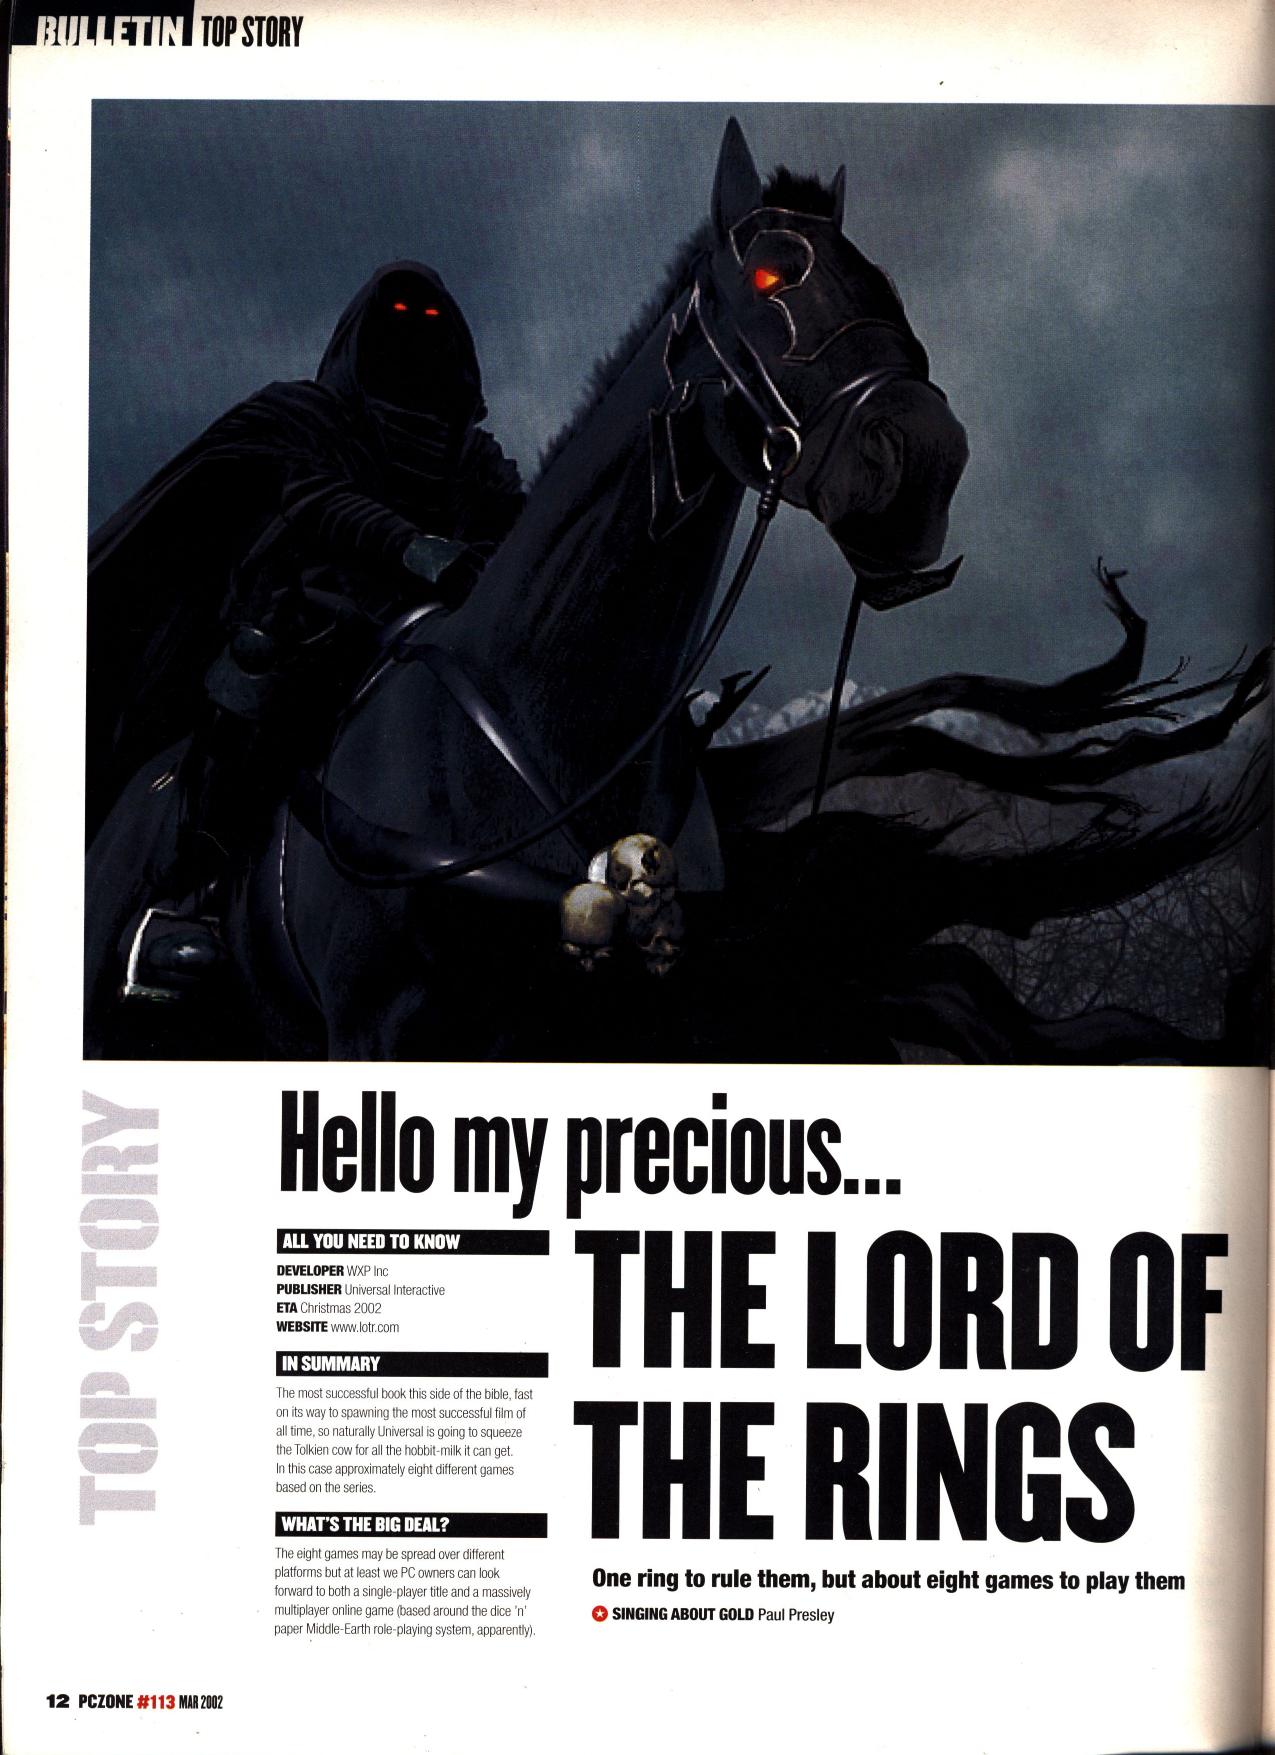 BULLETIN TOP STORY
TOP STORY
Hello my precious...
ALL YOU NEED TO KNOW
DEVELOPER WXP Inc
PUBLISHER Universal Interactive
ETA Christmas 2002
WEBSITE www.lotr.com
IN SUMMARY
The most successful book this side of the bible, fast
on its way to spawning the most successful film of
all time, so naturally Universal is going to squeeze
the Tolkien cow for all the hobbit-milk it can get.
In this case approximately eight different games
based on the series.
WHAT'S THE BIG DEAL?
The eight games may be spread over different
platforms but at least we PC owners can look
forward to both a single-player title and a massively
multiplayer online game (based around the dice 'n'
paper Middle-Earth role-playing system, apparently).
THE LORD OF
THE RINGS
One ring to rule them, but about eight games to play them
SINGING ABOUT GOLD Paul Presley
12 PCZONE #113 MAR 2002